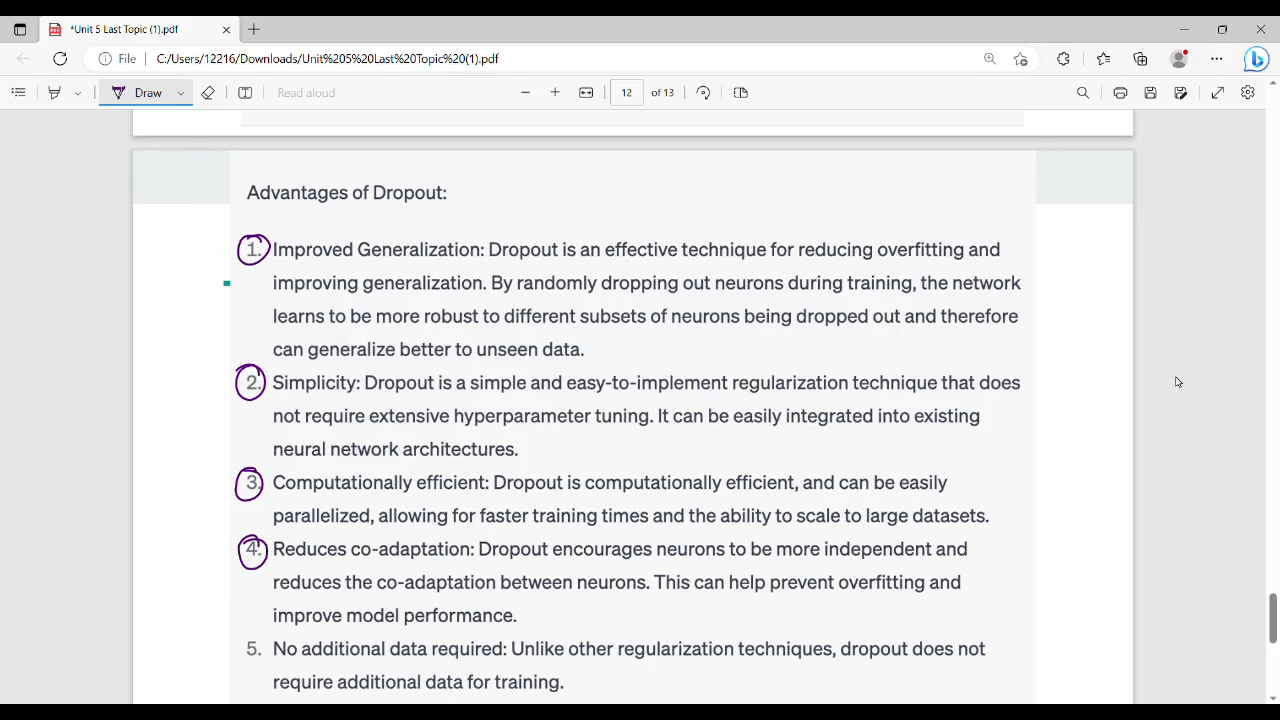 *Unit 5 Last Topic (1).pdf
File
C:/Users/12216/Downloads/Unit%205%20Last%20Topic%20(1).pdf
Draw
Read aloud
12
of 13
Advantages of Dropout:
1. Improved Generalization: Dropout is an effective technique for reducing overfitting and
improving generalization. By randomly dropping out neurons during training, the network
learns to be more robust to different subsets of neurons being dropped out and therefore
can generalize better to unseen data.
2. Simplicity: Dropout is a simple and easy-to-implement regularization technique that does
not require extensive hyperparameter tuning. It can be easily integrated into existing
neural network architectures.
3. Computationally efficient: Dropout is computationally efficient, and can be easily
parallelized, allowing for faster training times and the ability to scale to large datasets.
4. Reduces co-adaptation: Dropout encourages neurons to be more independent and
reduces the co-adaptation between neurons. This can help prevent overfitting and
improve model performance.
5. No additional data required: Unlike other regularization techniques, dropout does not
require additional data for training.